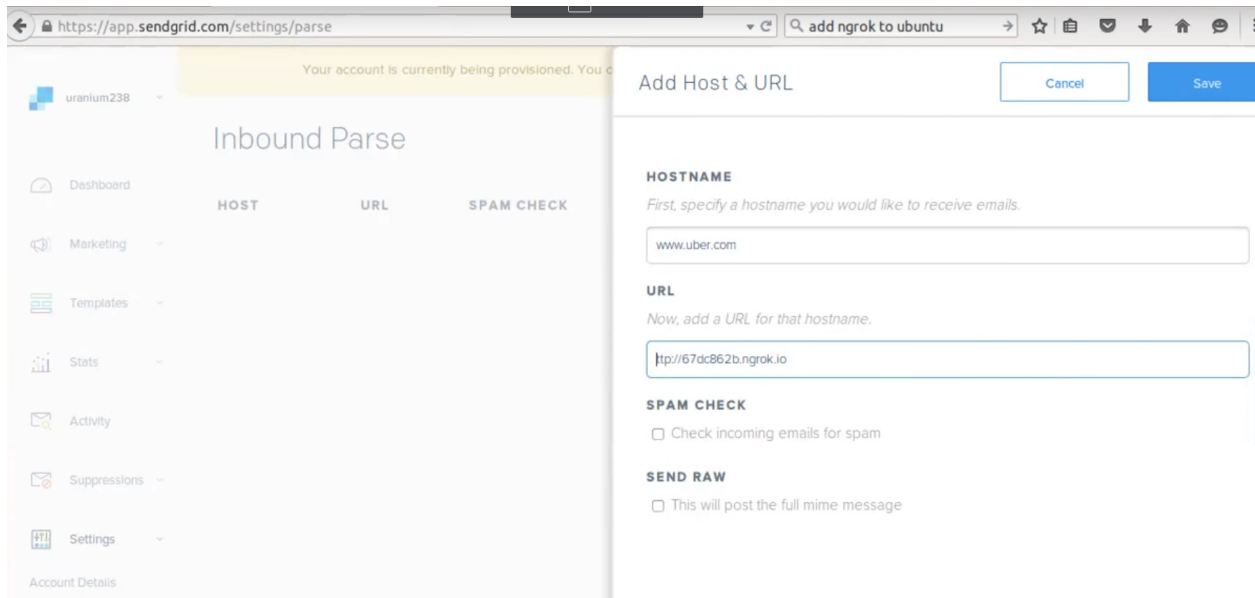 https://app.sendgrid.com/settings/parse
add ngrok to ubuntu
uranium238
Your account is currently being provisioned. You
Inbound Parse
HOST URL SPAM CHECK
Dashboard
Marketing
Templates
Stats
Activity
Suppressions
Settings
Account Details
Add Host & URL
Cancel
Save
HOSTNAME
First, specify a hostname you would like to receive emails.
www.uber.com
URL
Now, add a URL for that hostname.
ttp://67dc862b.ngrok.io
SPAM CHECK
Check incoming emails for spam
SEND RAW
This will post the full mime message